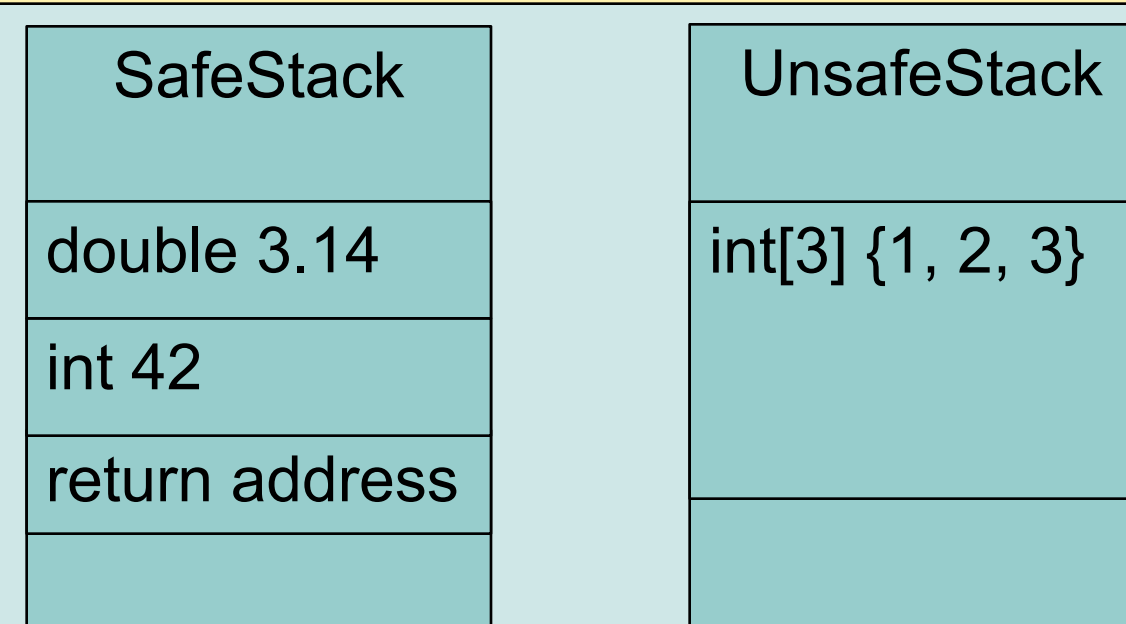 SafeStack
double 3.14
int 42
return address
UnsafeStack
int[3] {1, 2, 3}